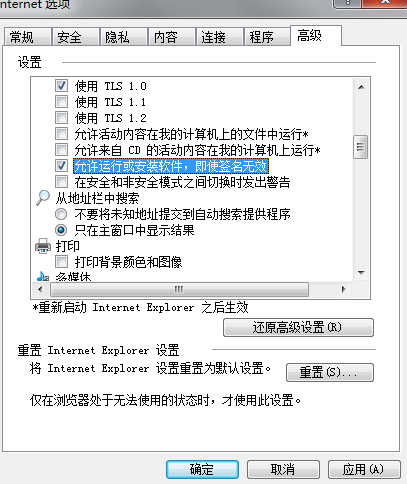 Internet 选项
常规 安全 隐私 内容 连接 程序 高级
设置
使用 TLS 1.0
使用 TLS 1.1
使用 TLS 1.2
允许活动内容在我的计算机上的文件中运行*
允许来自 CD 的活动内容在我的计算机上运行*
允许运行或安装软件，即使签名无效
在安全和非安全模式之间切换时发出警告
从地址栏中搜索
不要将未知地址提交到自动搜索提供程序
只在主窗口中显示结果
打印
打印背景颜色和图像
多媒体
*重新启动 Internet Explorer 之后生效
还原高级设置(R)
重置 Internet Explorer 设置
将 Internet Explorer 设置重置为默认设置。
重置(S)...
仅在浏览器处于无法使用的状态时，才使用此设置。
确定 取消 应用(A)